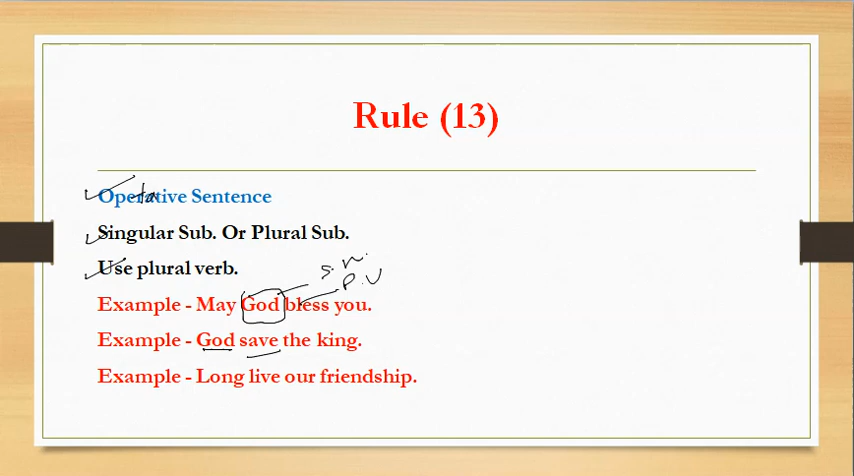 Rule (13)
Operative Sentence
ta
Singular Sub. Or Plural Sub.
Use plural verb.
S. N.
P. V
Example - May God bless you.
Example - God save the king.
Example - Long live our friendship.